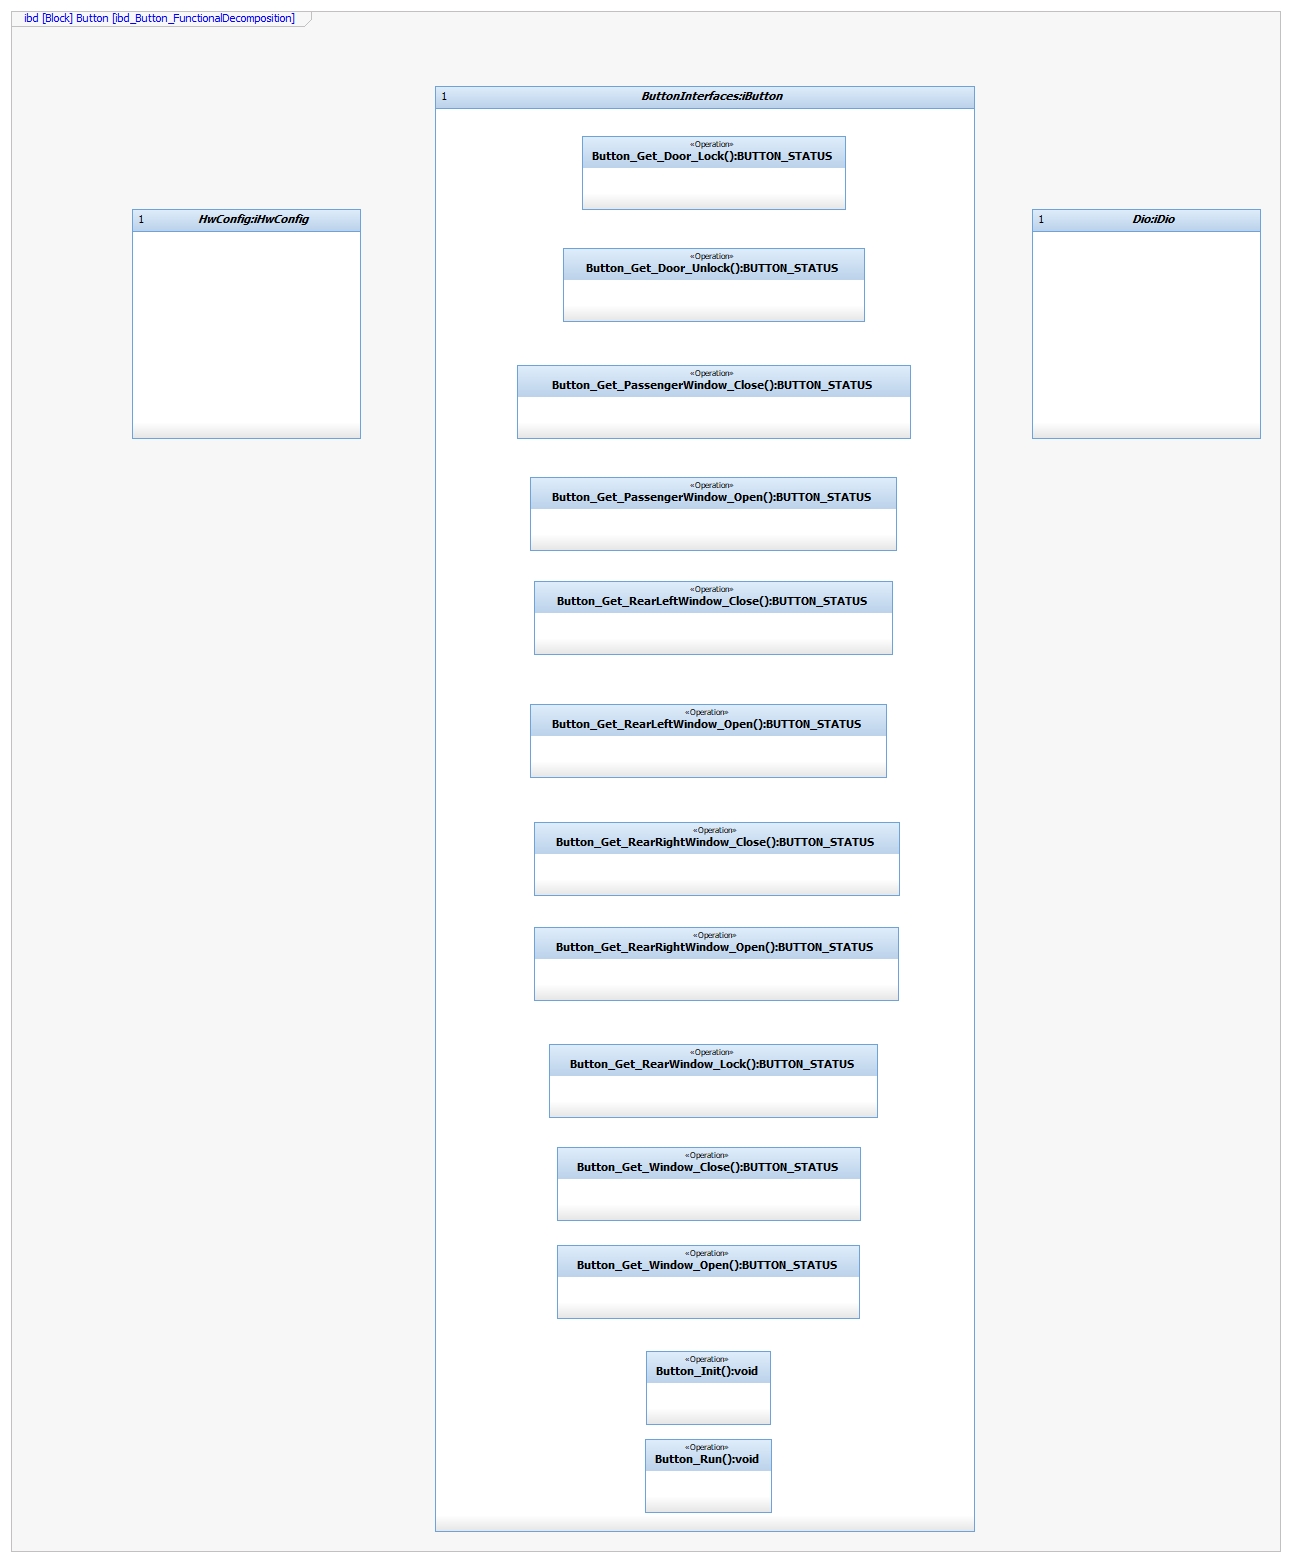 ibd [Block] Button [ibd_Button_FunctionalDecomposition]
1 ButtonInterfaces:iButton
«Operation»
Button_Get_Door_Lock():BUTTON_STATUS
1 HwConfig:iHwConfig
1 Dio:iDio
«Operation»
Button_Get_Door_Unlock():BUTTON_STATUS
«Operation»
Button_Get_PassengerWindow_Close():BUTTON_STATUS
«Operation»
Button_Get_PassengerWindow_Open():BUTTON_STATUS
«Operation»
Button_Get_RearLeftWindow_Close():BUTTON_STATUS
«Operation»
Button_Get_RearLeftWindow_Open():BUTTON_STATUS
«Operation»
Button_Get_RearRightWindow_Close():BUTTON_STATUS
«Operation»
Button_Get_RearRightWindow_Open():BUTTON_STATUS
«Operation»
Button_Get_RearWindow_Lock():BUTTON_STATUS
«Operation»
Button_Get_Window_Close():BUTTON_STATUS
«Operation»
Button_Get_Window_Open():BUTTON_STATUS
«Operation»
Button_Init():void
«Operation»
Button_Run():void